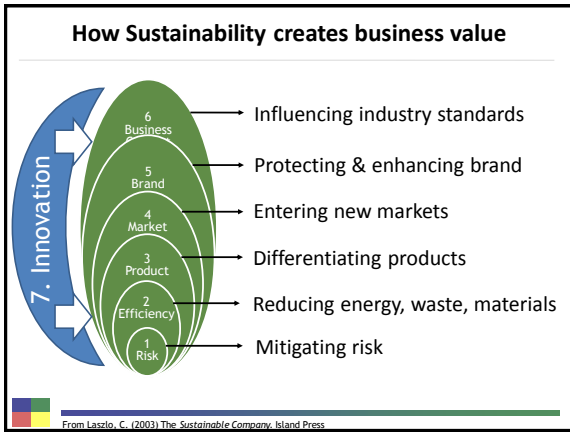 How Sustainability creates business value
7. Innovation
6
Business
5
Brand
4
Market
3
Product
2
Efficiency
1
Risk
Influencing industry standards
Protecting & enhancing brand
Entering new markets
Differentiating products
Reducing energy, waste, materials
Mitigating risk
From Laszlo, C. (2003) The Sustainable Company. Island Press